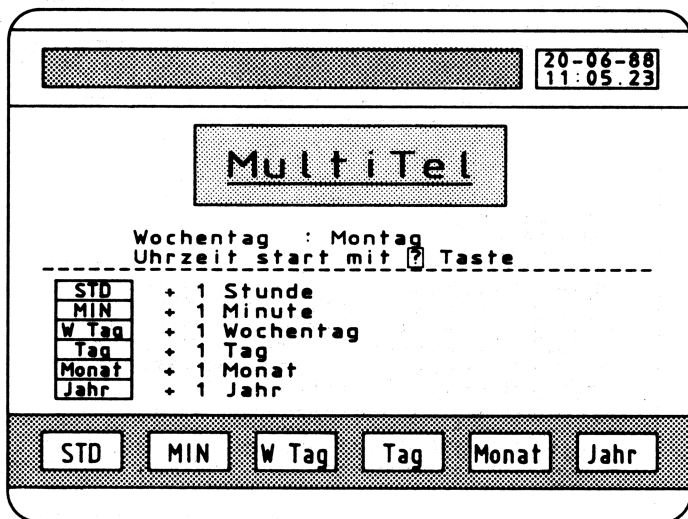 20-06-88
11:05.23
MultiTel
Wochentag : Montag
Uhrzeit start mit ? Taste
STD + 1 Stunde
MIN + 1 Minute
W Tag + 1 Wochentag
Tag + 1 Tag
Monat + 1 Monat
Jahr + 1 Jahr
STD MIN W Tag Tag Monat Jahr